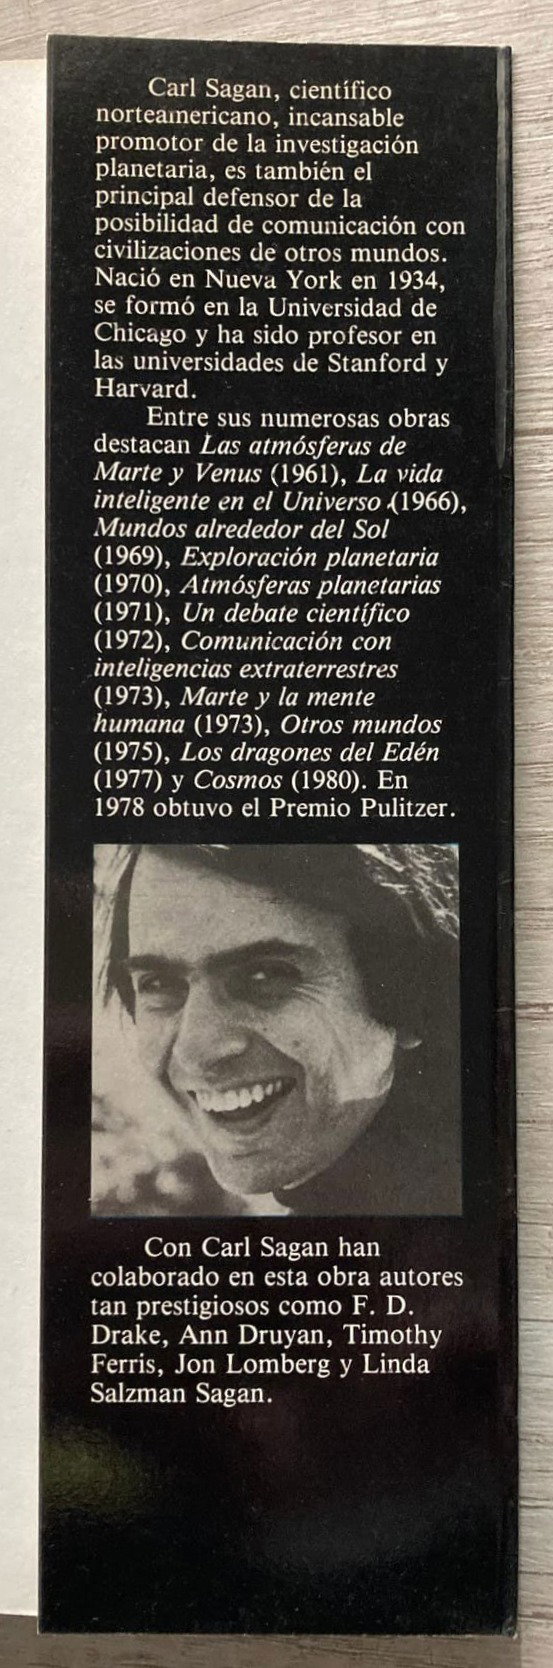 Carl Sagan, científico
norteamericano, incansable
promotor de la investigación
planetaria, es también el
principal defensor de la
posibilidad de comunicación con
civilizaciones de otros mundos.
Nació en Nueva York en 1934,
se formó en la Universidad de
Chicago y ha sido profesor en
las universidades de Stanford y
Harvard.
Entre sus numerosas obras
destacan Las atmósferas de
Marte y Venus (1961), La vida
inteligente en el Universo (1966),
Mundos alrededor del Sol
(1969), Exploración planetaria
(1970), Atmósferas planetarias
(1971), Un debate científico
(1972), Comunicación con
inteligencias extraterrestres
(1973), Marte y la mente
humana (1973), Otros mundos
(1975), Los dragones del Edén
(1977) y Cosmos (1980). En
1978 obtuvo el Premio Pulitzer.
Con Carl Sagan han
colaborado en esta obra autores
tan prestigiosos como F. D.
Drake, Ann Druyan, Timothy
Ferris, Jon Lomberg y Linda
Salzman Sagan.